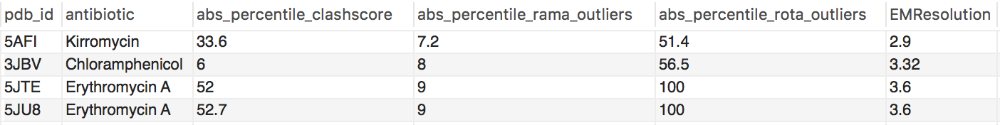 pdb_id antibiotic abs_percentile_clashscore abs_percentile_rama_outliers abs_percentile_rota_outliers EMResolution
5AFI Kirromycin 33.6 7.2 51.4 2.9
3JBV Chloramphenicol 6 8 56.5 3.32
5JTE Erythromycin A 52 9 100 3.6
5JU8 Erythromycin A 52.7 9 100 3.6